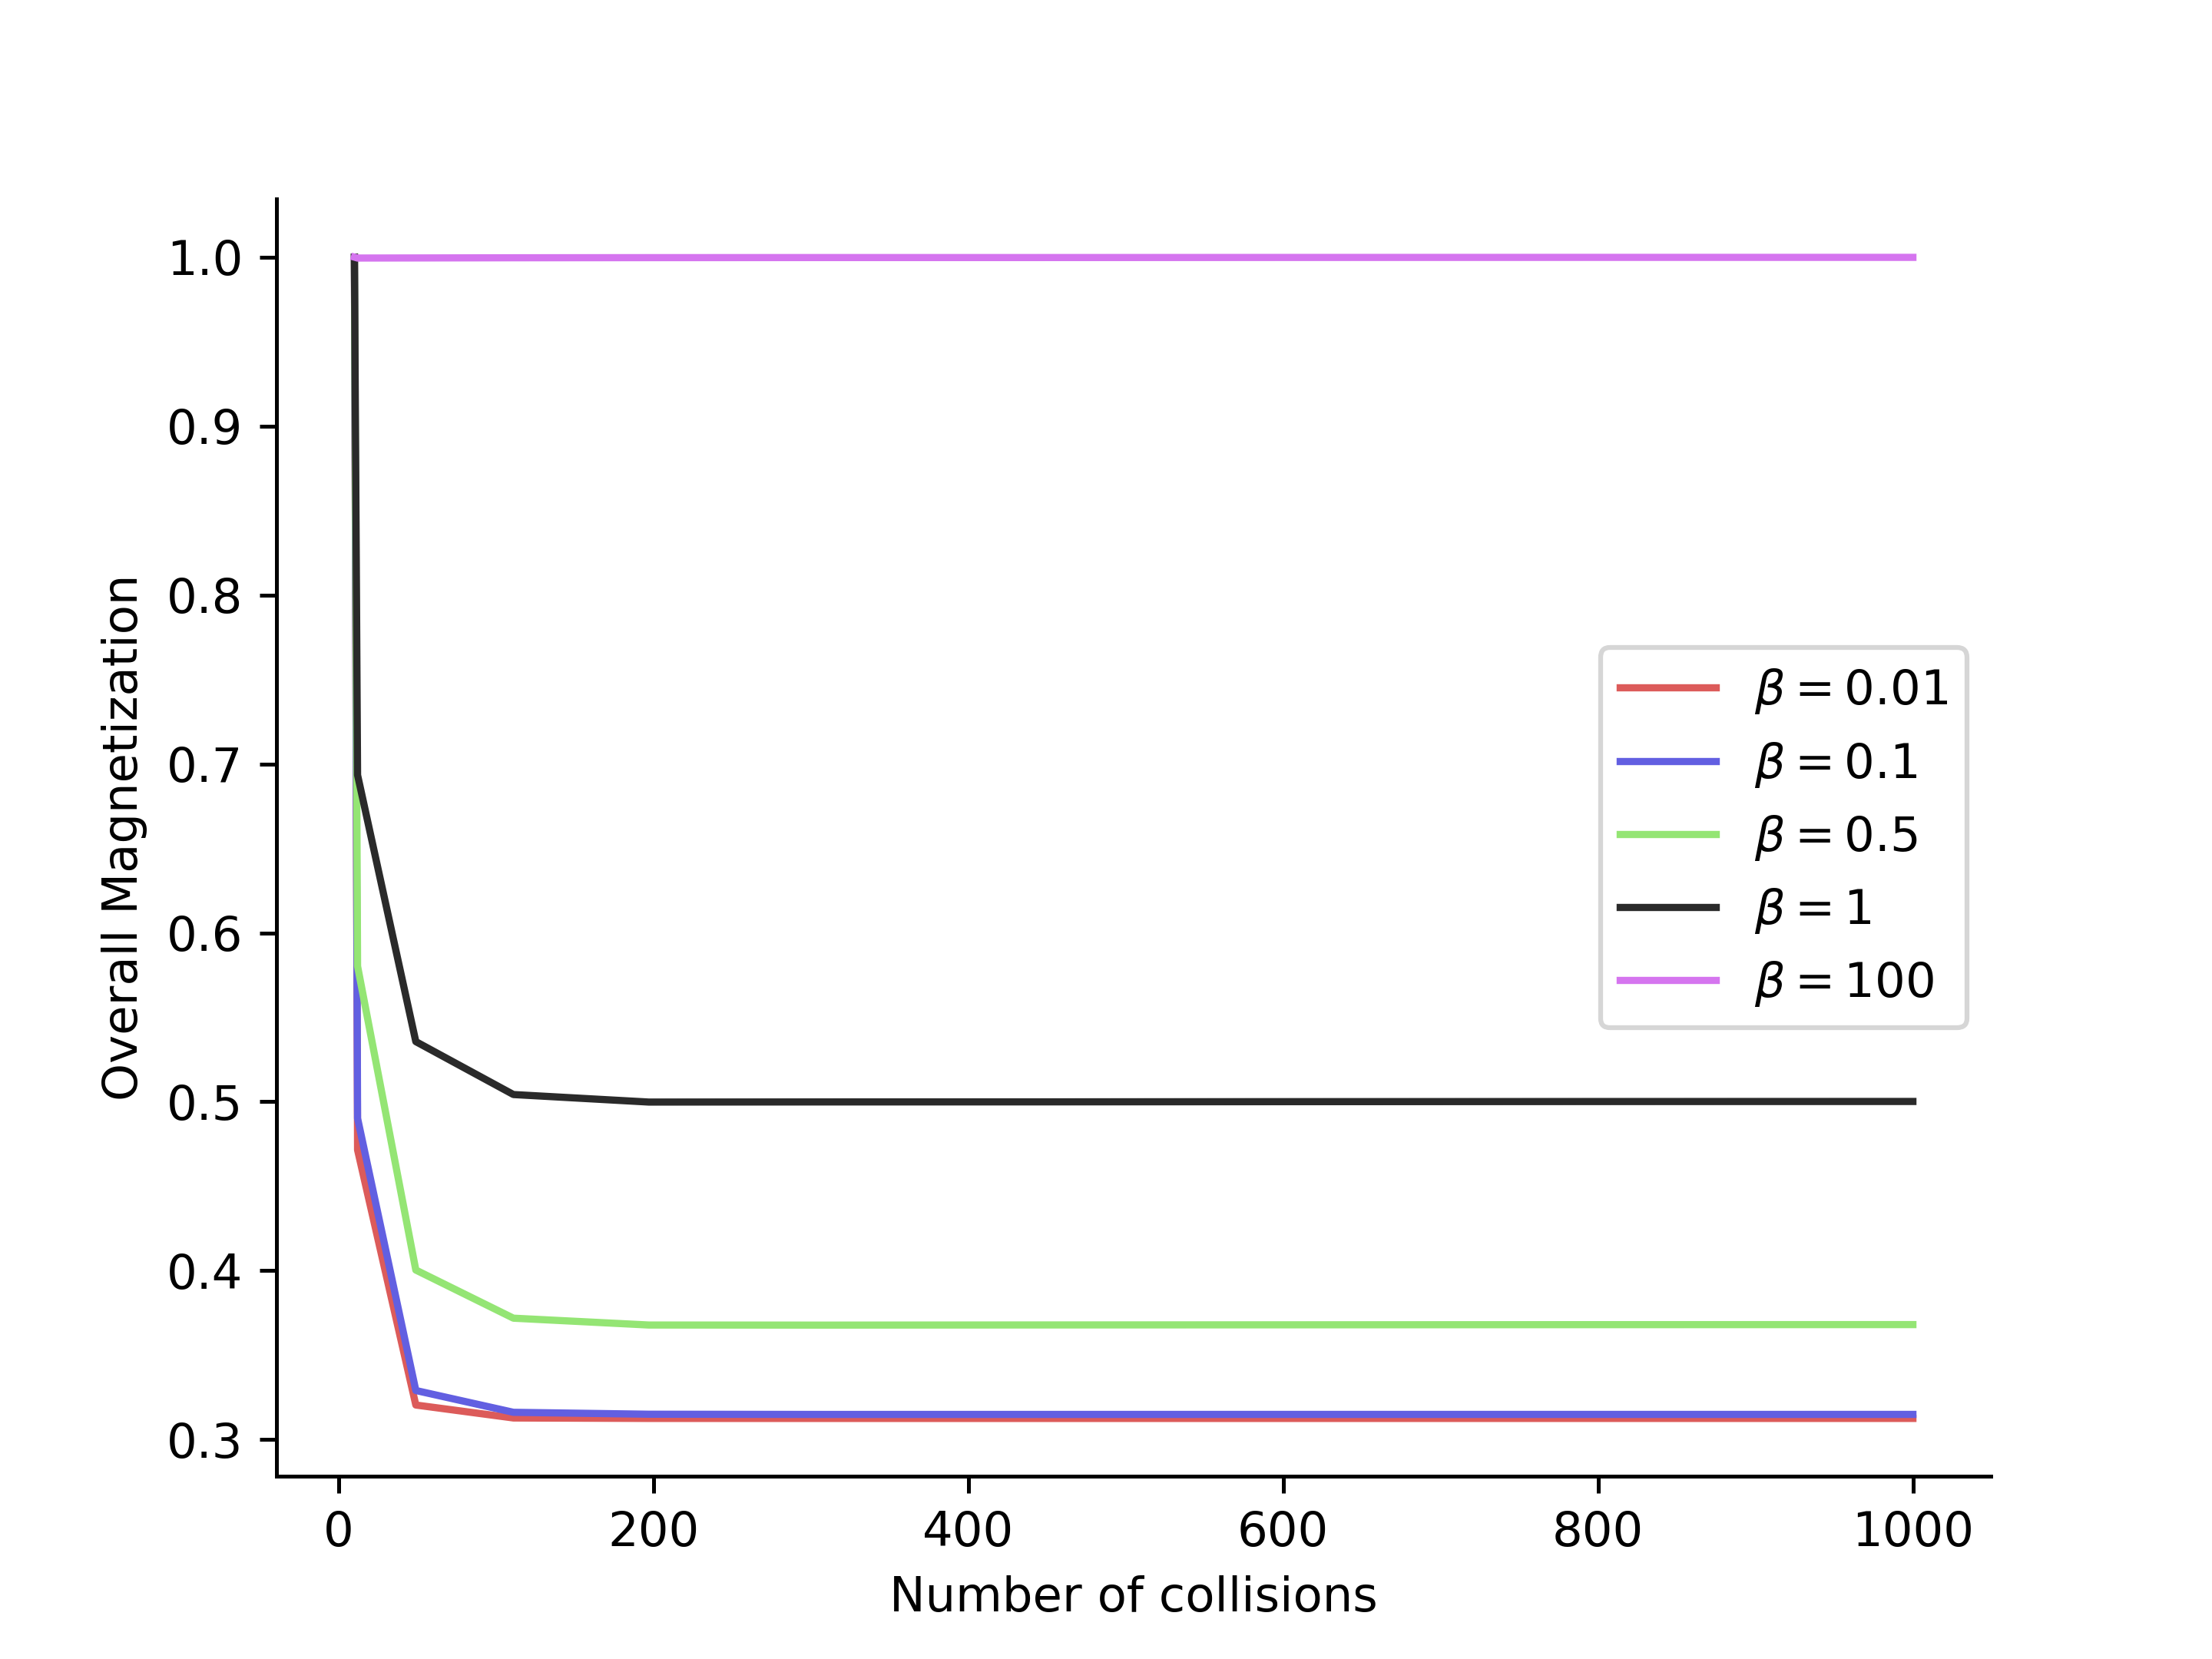 1.0
0.9
0.8
0.7
0.6
0.5
0.4
0.3
Overall Magnetization
β = 0.01
β = 0.1
β = 0.5
β = 1
β = 100
0 200 400 600 800 1000
Number of collisions